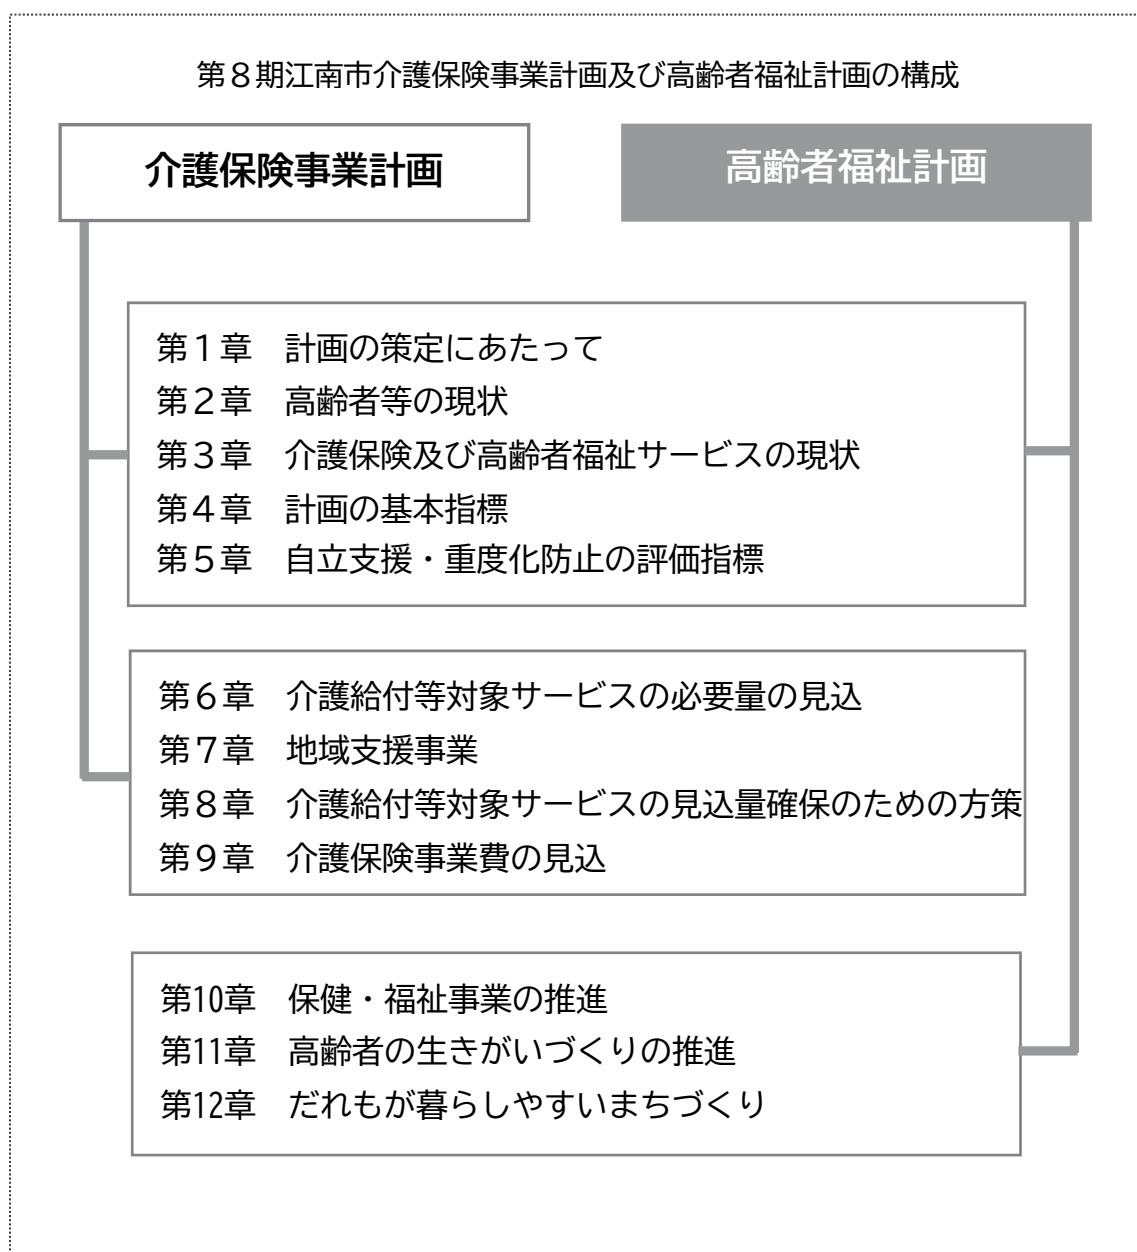 第８期江南市介護保険事業計画及び高齢者福祉計画の構成
介護保険事業計画
高齢者福祉計画
第１章　計画の策定にあたって
第２章　高齢者等の現状
第３章　介護保険及び高齢者福祉サービスの現状
第４章　計画の基本指標
第５章　自立支援・重度化防止の評価指標
第６章　介護給付等対象サービスの必要量の見込
第７章　地域支援事業
第８章　介護給付等対象サービスの見込量確保のための方策
第９章　介護保険事業費の見込
第10章　保健・福祉事業の推進
第11章　高齢者の生きがいづくりの推進
第12章　だれもが暮らしやすいまちづくり